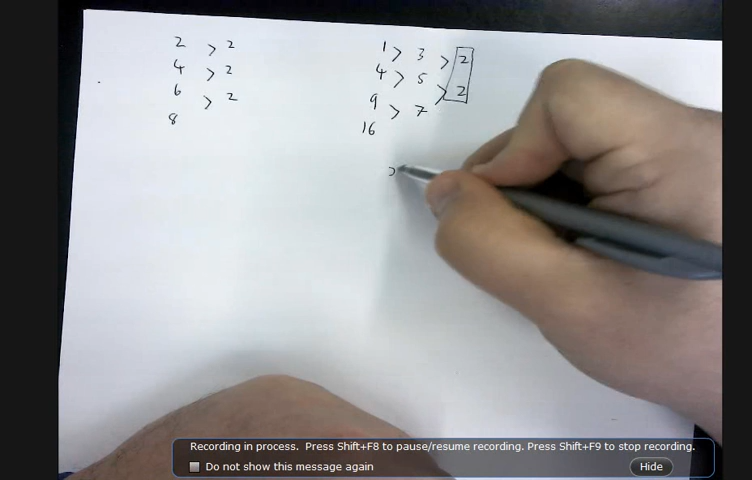 2 > 2
4 > 2
6 > 2
8
1 > 3 > 2
4 > 5
9 > 7 > 2
16
Recording in process. Press Shift+F8 to pause/resume recording. Press Shift+F9 to stop recording.
Do not show this message again
Hide